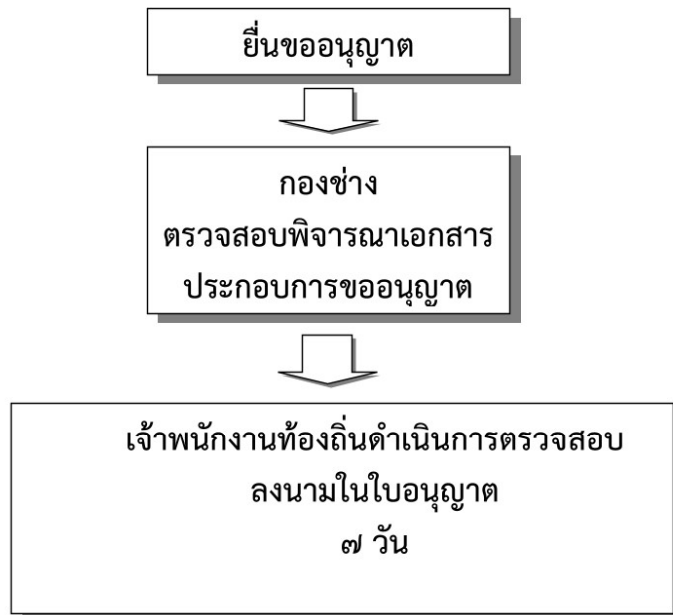 ยื่นขออนุญาต
กองช่าง
ตรวจสอบพิจารณาเอกสาร
ประกอบการขออนุญาต
เจ้าพนักงานท้องถิ่นดำเนินการตรวจสอบ
ลงนามในใบอนุญาต
๗ วัน